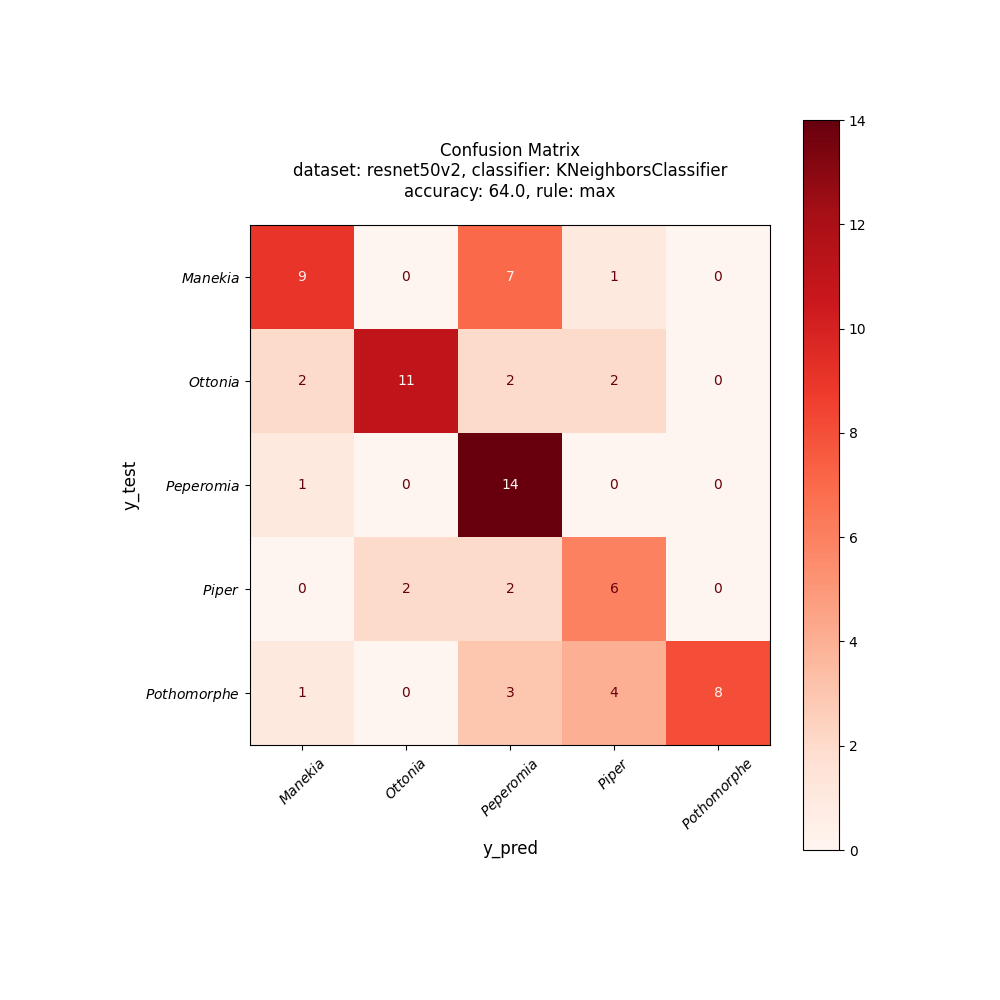 Confusion Matrix
dataset: resnet50v2, classifier: KNeighborsClassifier
accuracy: 64.0, rule: max
Manekia 9 0 7 1 0
Ottonia 2 11 2 2 0
Peperomia 1 0 14 0 0
Piper 0 2 2 6 0
Pothomorphe 1 0 3 4 8
Manekia Ottonia Peperomia Piper Pothomorphe
y_pred
y_test
14
12
10
8
6
4
2
0